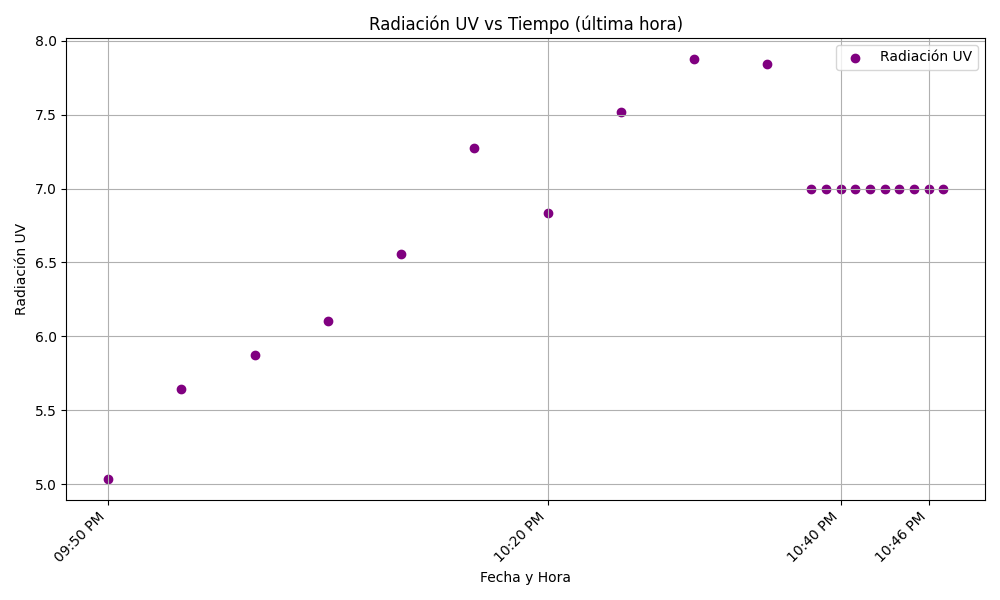 Radiación UV vs Tiempo (última hora)
Radiación UV
8.0
7.5
7.0
6.5
6.0
5.5
5.0
Radiación UV
09:50 PM
10:20 PM
10:40 PM
10:46 PM
Fecha y Hora